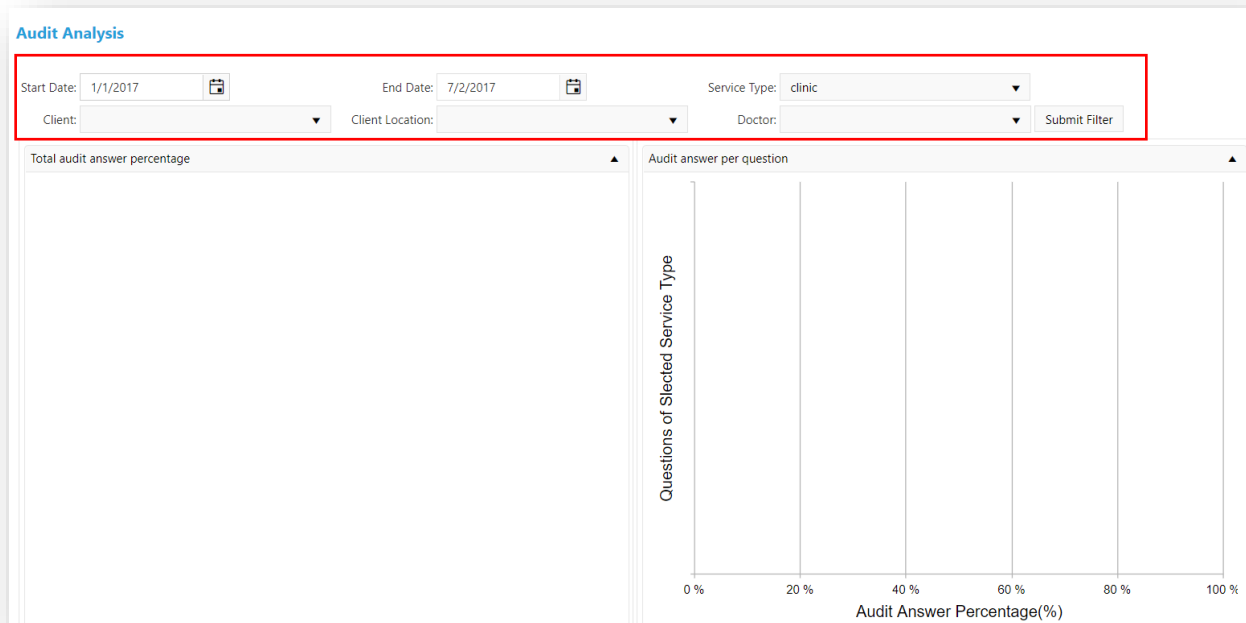 Audit Analysis
Start Date: 1/1/2017 End Date: 7/2/2017 Service Type: clinic
Client: Client Location: Doctor: Submit Filter
Total audit answer percentage
Audit answer per question
Questions of Slected Service Type
0 % 20 % 40 % 60 % 80 % 100 %
Audit Answer Percentage(%)